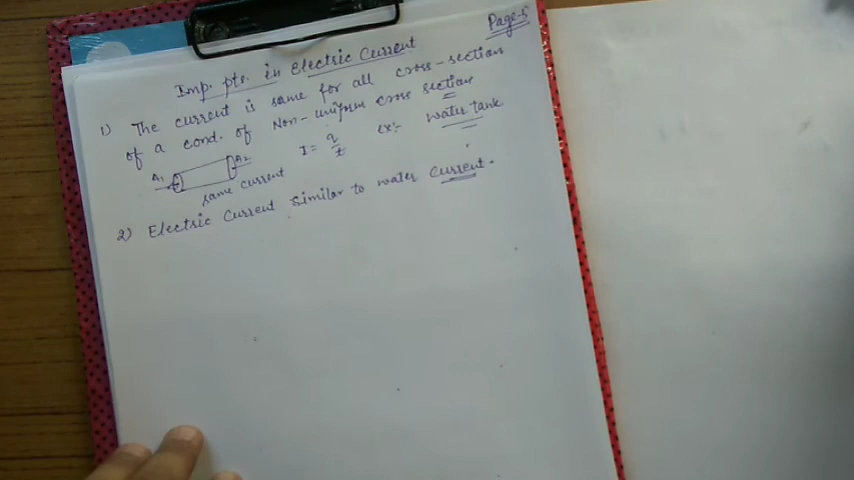 Page-5
Imp. pts. in Electric Current
1) The current is same for all cross-section
of a cond. of Non-uniform cross section
I = q/t ex:- water tank
A1 A2
same current
2) Electric Current Similar to water current.